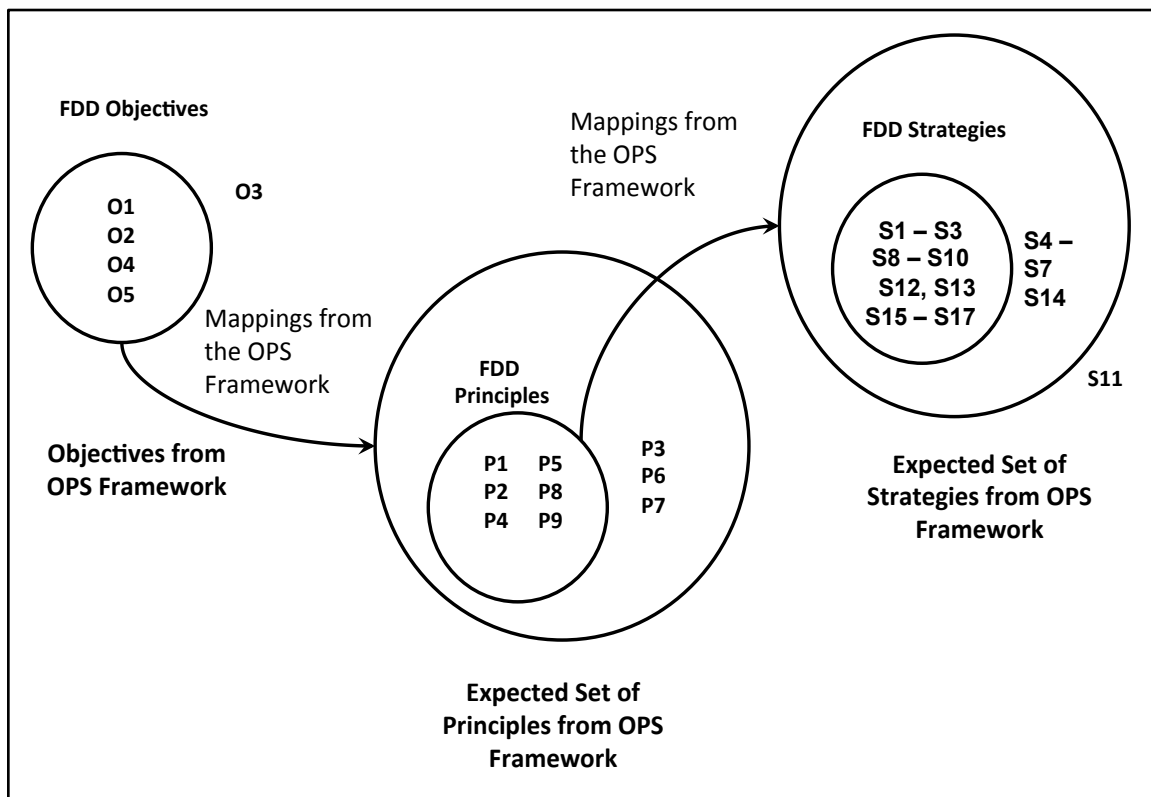 FDD Objectives
O1
O2
O4
O5
O3
Mappings from
the OPS
Framework
Objectives from
OPS Framework
FDD
Principles
P1 P5
P2 P8
P4 P9
P3
P6
P7
Expected Set of
Principles from OPS
Framework
Mappings from
the OPS
Framework
FDD Strategies
S1 – S3
S8 – S10
S12, S13
S15 – S17
S4 –
S7
S14
S11
Expected Set of
Strategies from OPS
Framework